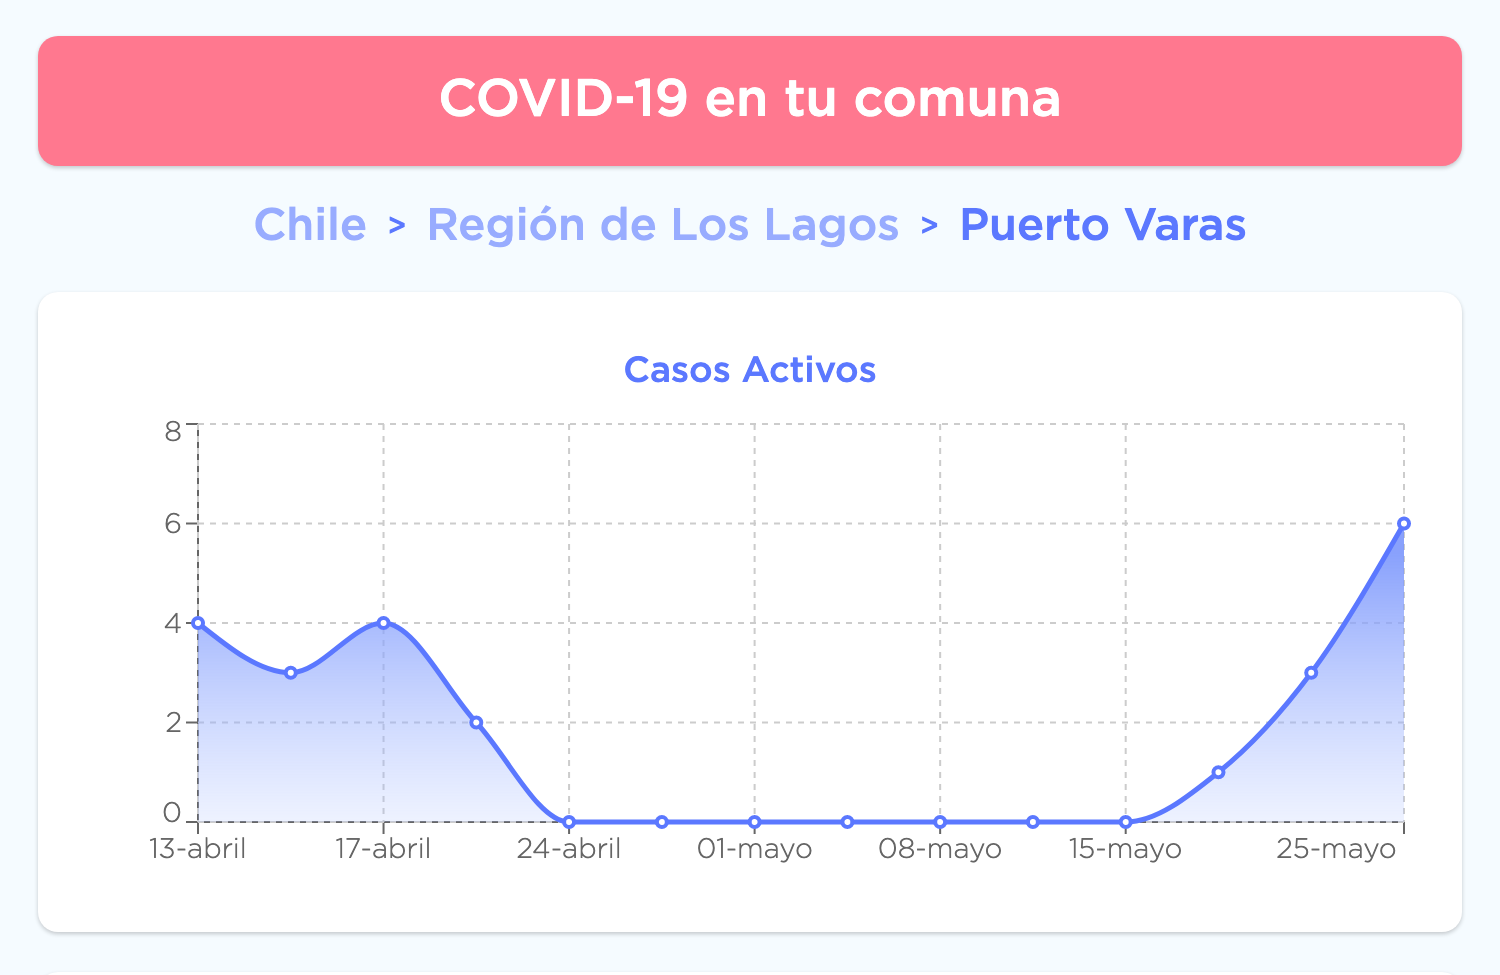 COVID-19 en tu comuna
Chile > Región de Los Lagos > Puerto Varas
Casos Activos
8
6
4
2
0
13-abril 17-abril 24-abril 01-mayo 08-mayo 15-mayo 25-mayo